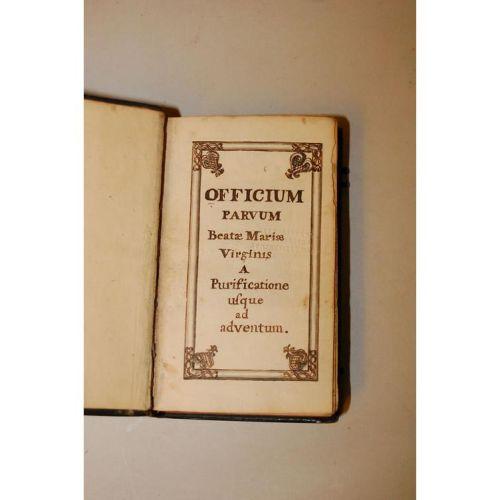 OFFICIUM
PARVUM
Beatæ Mariæ
Virginis
A
Purificatione
uſque
ad
adventum.